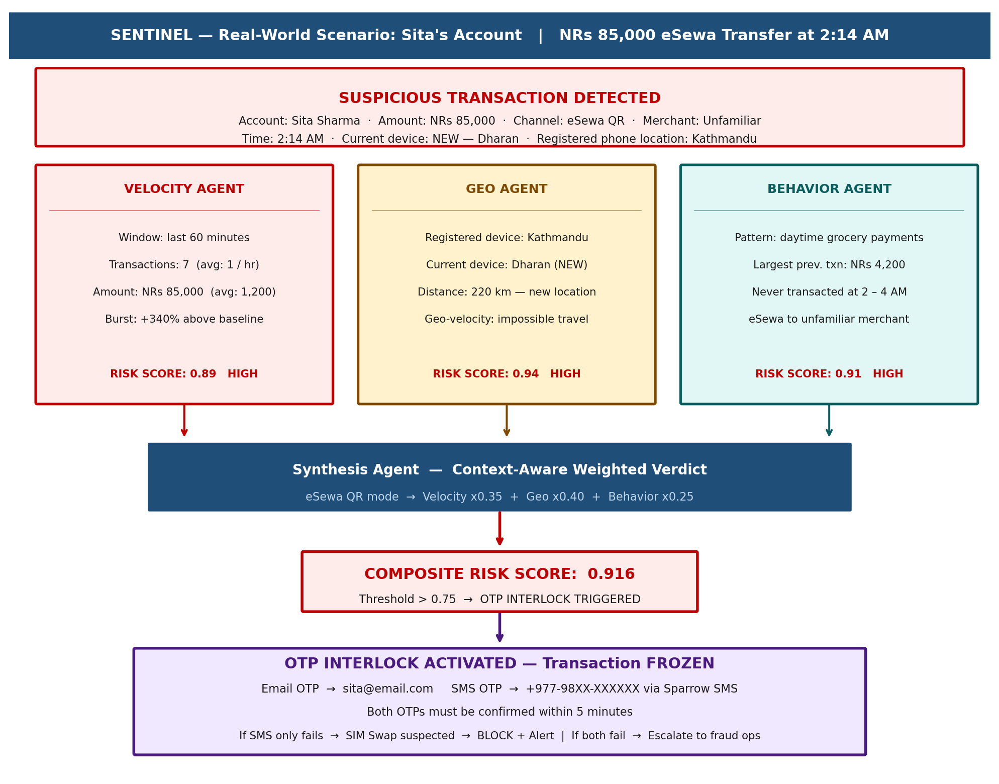 SENTINEL — Real-World Scenario: Sita's Account | NRs 85,000 eSewa Transfer at 2:14 AM
SUSPICIOUS TRANSACTION DETECTED
Account: Sita Sharma · Amount: NRs 85,000 · Channel: eSewa QR · Merchant: Unfamiliar
Time: 2:14 AM · Current device: NEW — Dharan · Registered phone location: Kathmandu
VELOCITY AGENT
Window: last 60 minutes
Transactions: 7 (avg: 1 / hr)
Amount: NRs 85,000 (avg: 1,200)
Burst: +340% above baseline
RISK SCORE: 0.89 HIGH
GEO AGENT
Registered device: Kathmandu
Current device: Dharan (NEW)
Distance: 220 km — new location
Geo-velocity: impossible travel
RISK SCORE: 0.94 HIGH
BEHAVIOR AGENT
Pattern: daytime grocery payments
Largest prev. txn: NRs 4,200
Never transacted at 2 – 4 AM
eSewa to unfamiliar merchant
RISK SCORE: 0.91 HIGH
Synthesis Agent — Context-Aware Weighted Verdict
eSewa QR mode → Velocity x0.35 + Geo x0.40 + Behavior x0.25
COMPOSITE RISK SCORE: 0.916
Threshold > 0.75 → OTP INTERLOCK TRIGGERED
OTP INTERLOCK ACTIVATED — Transaction FROZEN
Email OTP → sita@email.com SMS OTP → +977-98XX-XXXXXX via Sparrow SMS
Both OTPs must be confirmed within 5 minutes
If SMS only fails → SIM Swap suspected → BLOCK + Alert | If both fail → Escalate to fraud ops